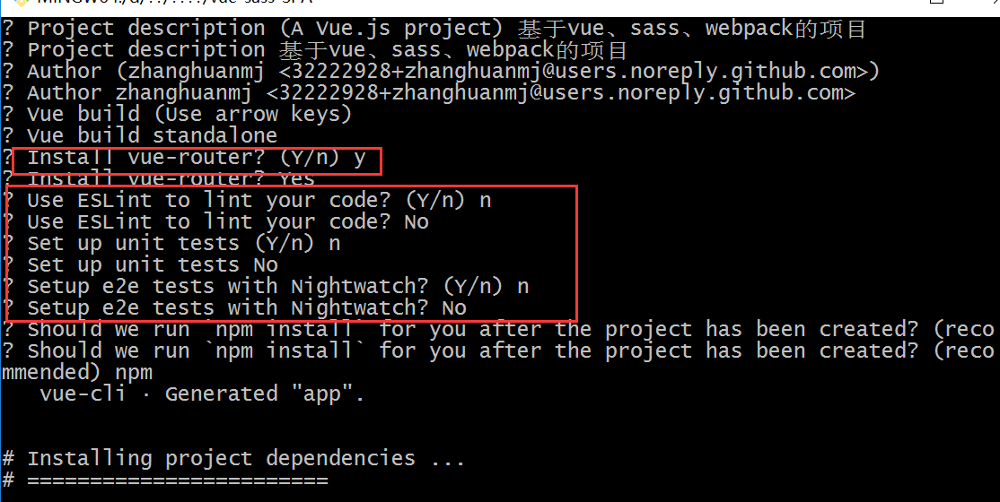 ? Project description (A Vue.js project) 基于vue、sass、webpack的项目
? Project description 基于vue、sass、webpack的项目
? Author (zhanghuanmj <32222928+zhanghuanmj@users.noreply.github.com>)
? Author zhanghuanmj <32222928+zhanghuanmj@users.noreply.github.com>
? Vue build (Use arrow keys)
? Vue build standalone
? Install vue-router? (Y/n) y
? Install vue-router? Yes
? Use ESLint to lint your code? (Y/n) n
? Use ESLint to lint your code? No
? Set up unit tests (Y/n) n
? Set up unit tests No
? Setup e2e tests with Nightwatch? (Y/n) n
? Setup e2e tests with Nightwatch? No
? Should we run `npm install` for you after the project has been created? (reco
? Should we run `npm install` for you after the project has been created? (reco
mmended) npm
vue-cli · Generated "app".
# Installing project dependencies ...
# ========================